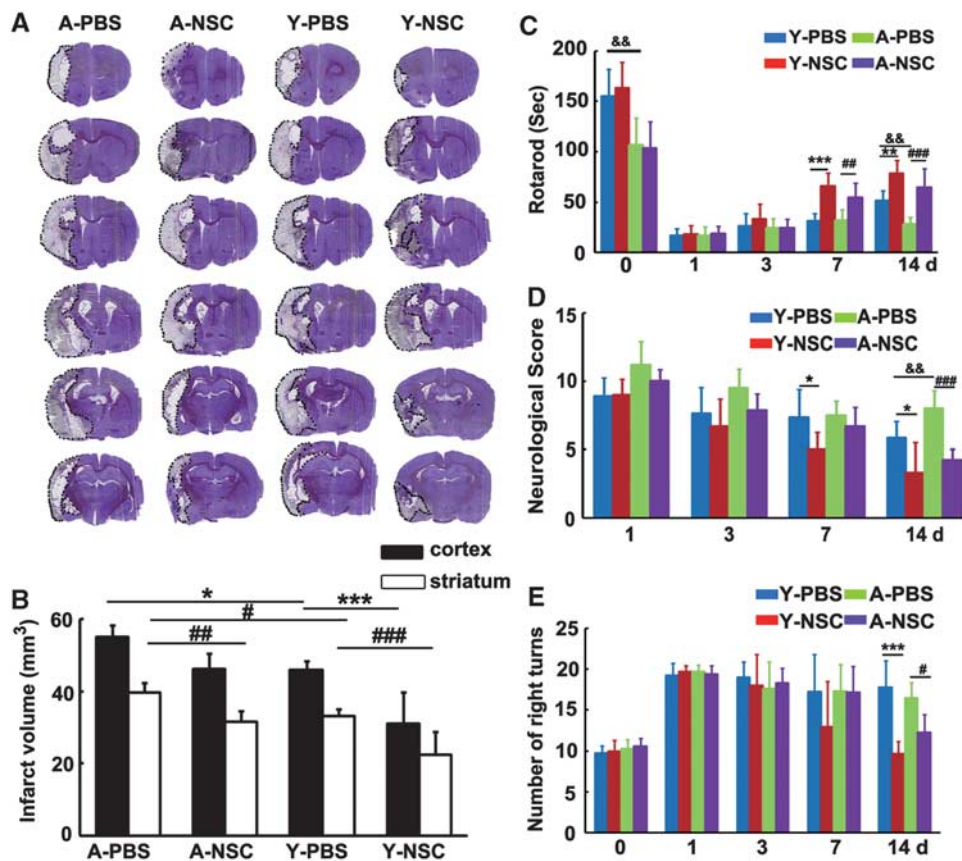 A
A-PBS A-NSC Y-PBS Y-NSC
cortex
striatum
B
* ***
#
## ###
Infarct volume (mm³)
60
40
20
0
A-PBS A-NSC Y-PBS Y-NSC
C
Y-PBS A-PBS
Y-NSC A-NSC
Rotarod (Sec)
200
150
100
50
0
&&
*** ##
&&
** ###
0 1 3 7 14 d
D
Y-PBS A-PBS
Y-NSC A-NSC
Neurological Score
15
10
5
0
*
&&
* ###
1 3 7 14 d
E
Y-PBS A-PBS
Y-NSC A-NSC
Number of right turns
25
20
15
10
5
0
***
#
0 1 3 7 14 d